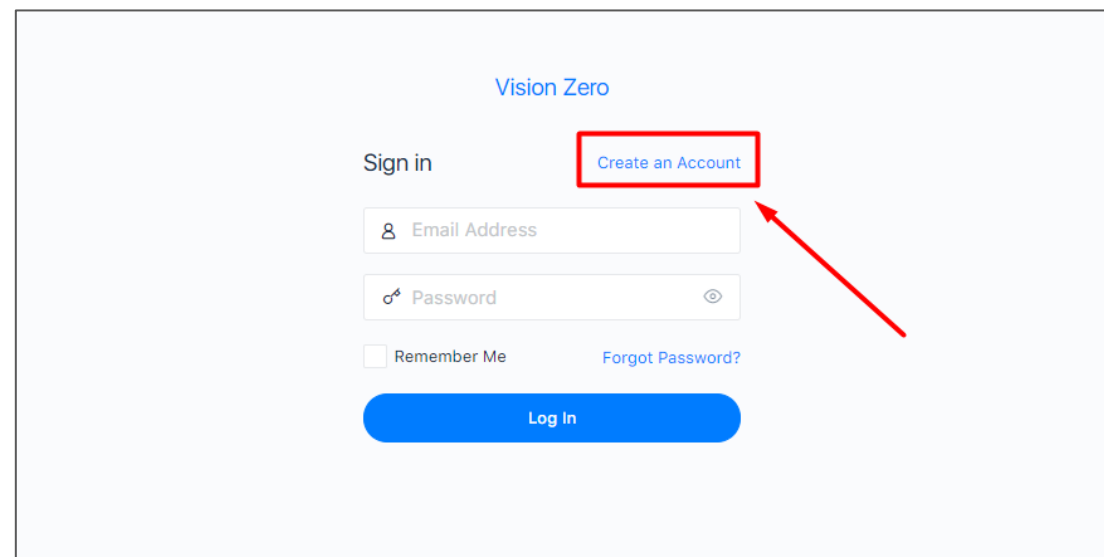 Vision Zero
Sign in
Create an Account
Email Address
Password
Remember Me
Forgot Password?
Log In